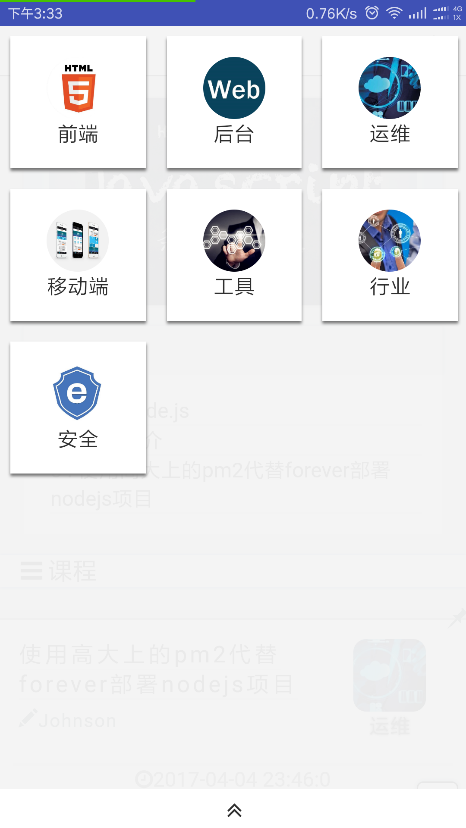 下午3:33
0.76K/s
4G
1X
HTML
5
前端
Web
后台
运维
移动端
工具
行业
e
安全
de.js
介
大上的pm2代替forever部署
nodejs项目
课程
使用高大上的pm2代替
forever部署nodejs项目
Johnson
运维
2017-04-04 23:46:0